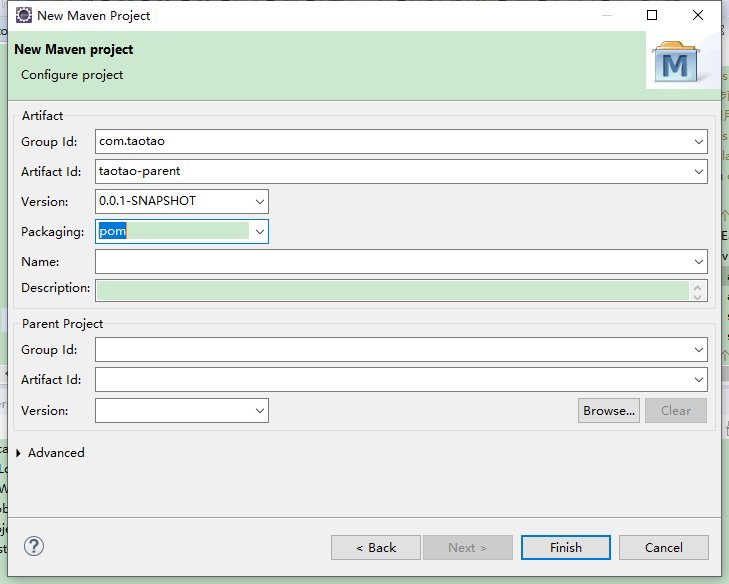 New Maven Project
New Maven project
Configure project
M
Artifact
Group Id: com.taotao
Artifact Id: taotao-parent
Version: 0.0.1-SNAPSHOT
Packaging: pom
Name:
Description:
Parent Project
Group Id:
Artifact Id:
Version:
Browse... Clear
Advanced
? < Back Next > Finish Cancel